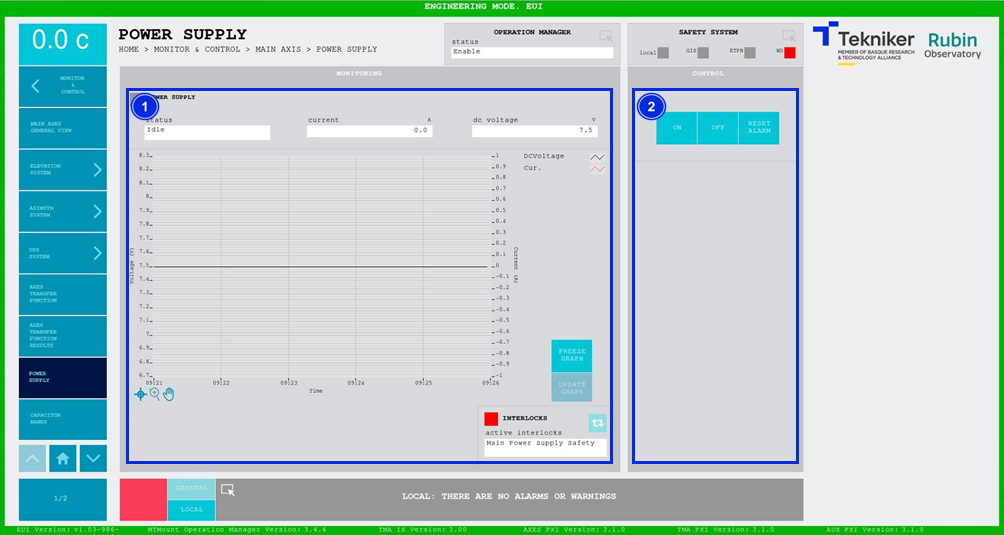 ENGINEERING MODE. EUI
0.0 c
POWER SUPPLY
HOME > MONITOR & CONTROL > MAIN AXIS > POWER SUPPLY
OPERATION MANAGER
status
Enable
SAFETY SYSTEM
local
GIS
ETPB
WD
Tekniker
MEMBER OF BASQUE RESEARCH
& TECHNOLOGY ALLIANCE
Rubin
Observatory
MONITOR
&
CONTROL
MAIN AXES
GENERAL VIEW
ELEVATION
SYSTEM
AZIMUTH
SYSTEM
OSS
SYSTEM
AXES
TRANSFER
FUNCTION
AXES
TRANSFER
FUNCTION
RESULTS
POWER
SUPPLY
CAPACITOR
BANKS
1/2
MONITORING
1
POWER SUPPLY
status
Idle
current
A
0.0
dc voltage
V
7.5
8.3
8.2
8.1
8
7.9
7.8
7.7
7.6
7.5
7.4
7.3
7.2
7.1
7
6.9
6.8
6.7
Voltage (V)
1
0.9
0.8
0.7
0.6
0.5
0.4
0.3
0.2
0.1
0
-0.1
-0.2
-0.3
-0.4
-0.5
-0.6
-0.7
-0.8
-0.9
-1
Current (A)
09:21
09:22
09:23
09:24
09:25
09:26
Time
DCVoltage
Cur.
FREEZE
GRAPH
UPDATE
GRAPH
INTERLOCKS
active interlocks
Main Power Supply Safety
CONTROL
2
ON
OFF
RESET
ALARM
GENERAL
LOCAL
LOCAL: THERE ARE NO ALARMS OR WARNINGS
EUI Version: v1.03-986-
MTMount Operation Manager Version: 3.4.6
TMA IS Version: 3.00
AXES PXI Version: 3.1.0
TMA PXI Version: 3.1.0
AUX PXI Version: 3.1.0